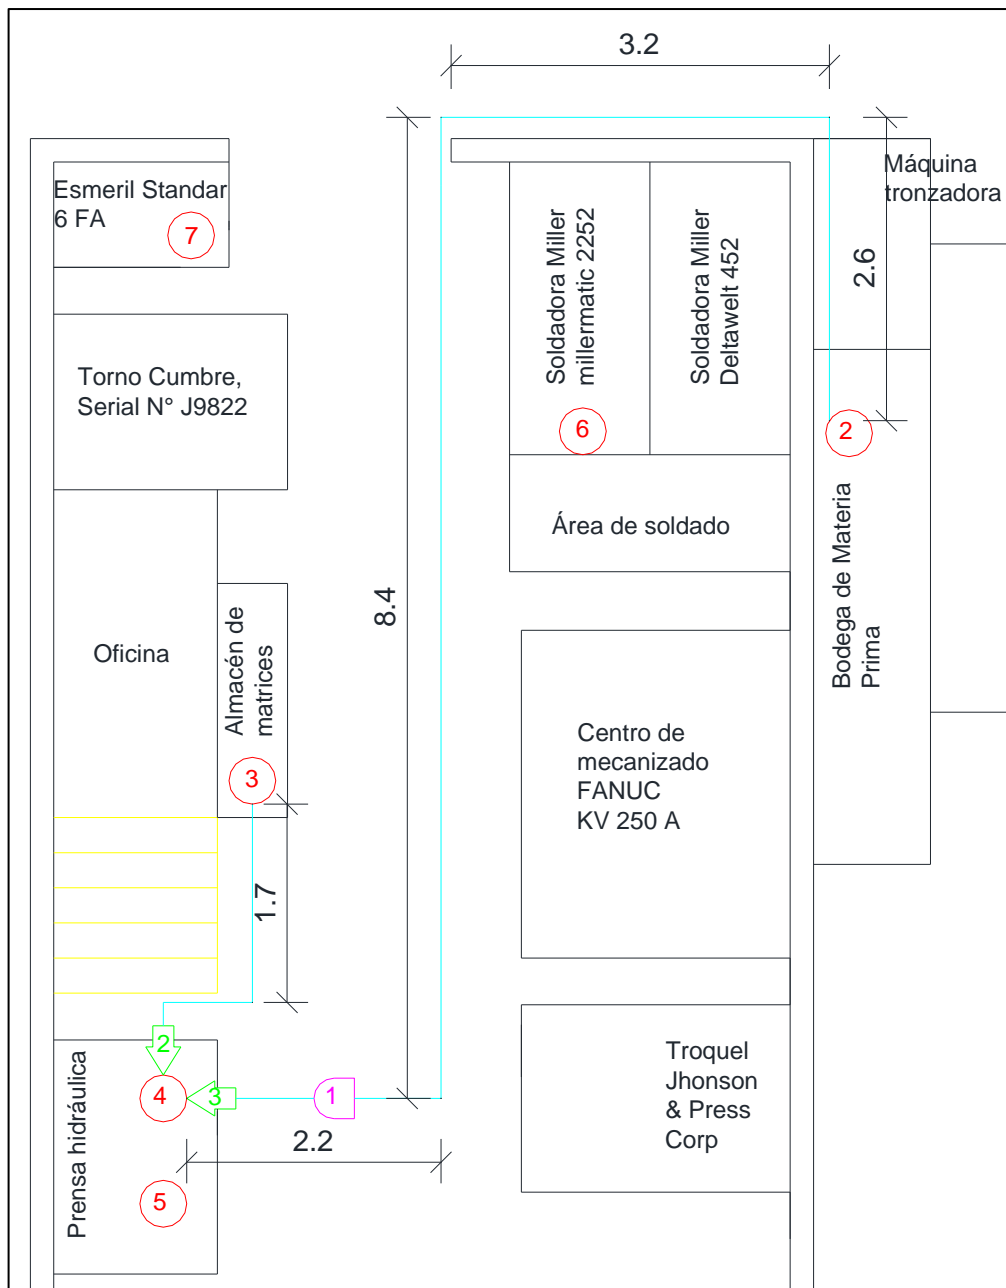 3.2
Máquina
tronzadora
Esmeril Standar
6 FA
7
Soldadora Miller
millermatic 2252
Soldadora Miller
Deltawelt 452
2.6
Torno Cumbre,
Serial N° J9822
6
2
Área de soldado
Bodega de Materia
Prima
8.4
Oficina
Almacén de
matrices
3
Centro de
mecanizado
FANUC
KV 250 A
1.7
2
Prensa hidráulica
4
3
1
Troquel
Jhonson
& Press
Corp
2.2
5